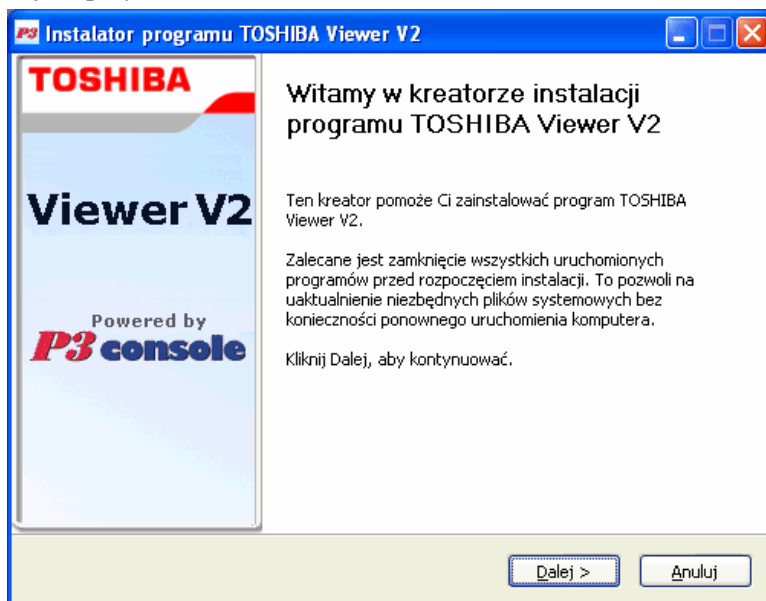 P3 Instalator programu TOSHIBA Viewer V2
TOSHIBA
Viewer V2
Powered by
P3 console
Witamy w kreatorze instalacji
programu TOSHIBA Viewer V2
Ten kreator pomoże Ci zainstalować program TOSHIBA
Viewer V2.
Zalecane jest zamknięcie wszystkich uruchomionych
programów przed rozpoczęciem instalacji. To pozwoli na
uaktualnienie niezbędnych plików systemowych bez
konieczności ponownego uruchomienia komputera.
Kliknij Dalej, aby kontynuować.
Dalej >
Anuluj